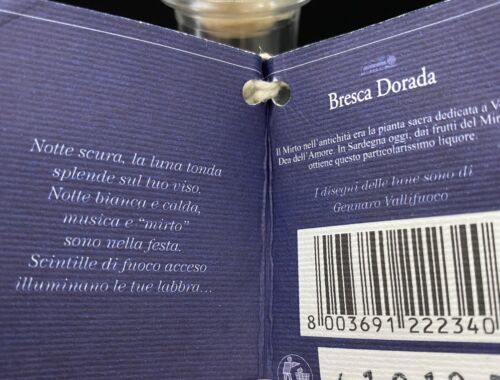 Notte scura, la luna tonda
splende sul tuo viso.
Notte bianca e calda,
musica e “mirto”
sono nella festa.
Scintille di fuoco acceso
illuminano le tue labbra...
Bresca Dorada
Il Mirto nell'antichità era la pianta sacra dedicata a
Dea dell'Amore. In Sardegna oggi, dai frutti del
ottiene questo particolarissimo liquore.
I disegni delle lune sono di
Gennaro Vallifuoco
8 003691 222340